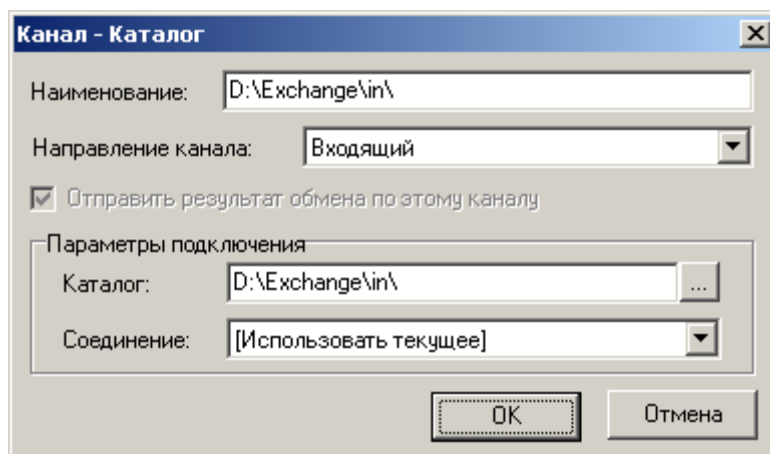 Канал - Каталог
Наименование: D:\Exchange\in\
Направление канала: Входящий
Отправить результат обмена по этому каналу
Параметры подключения
Каталог: D:\Exchange\in\ ...
Соединение: [Использовать текущее]
OK Отмена